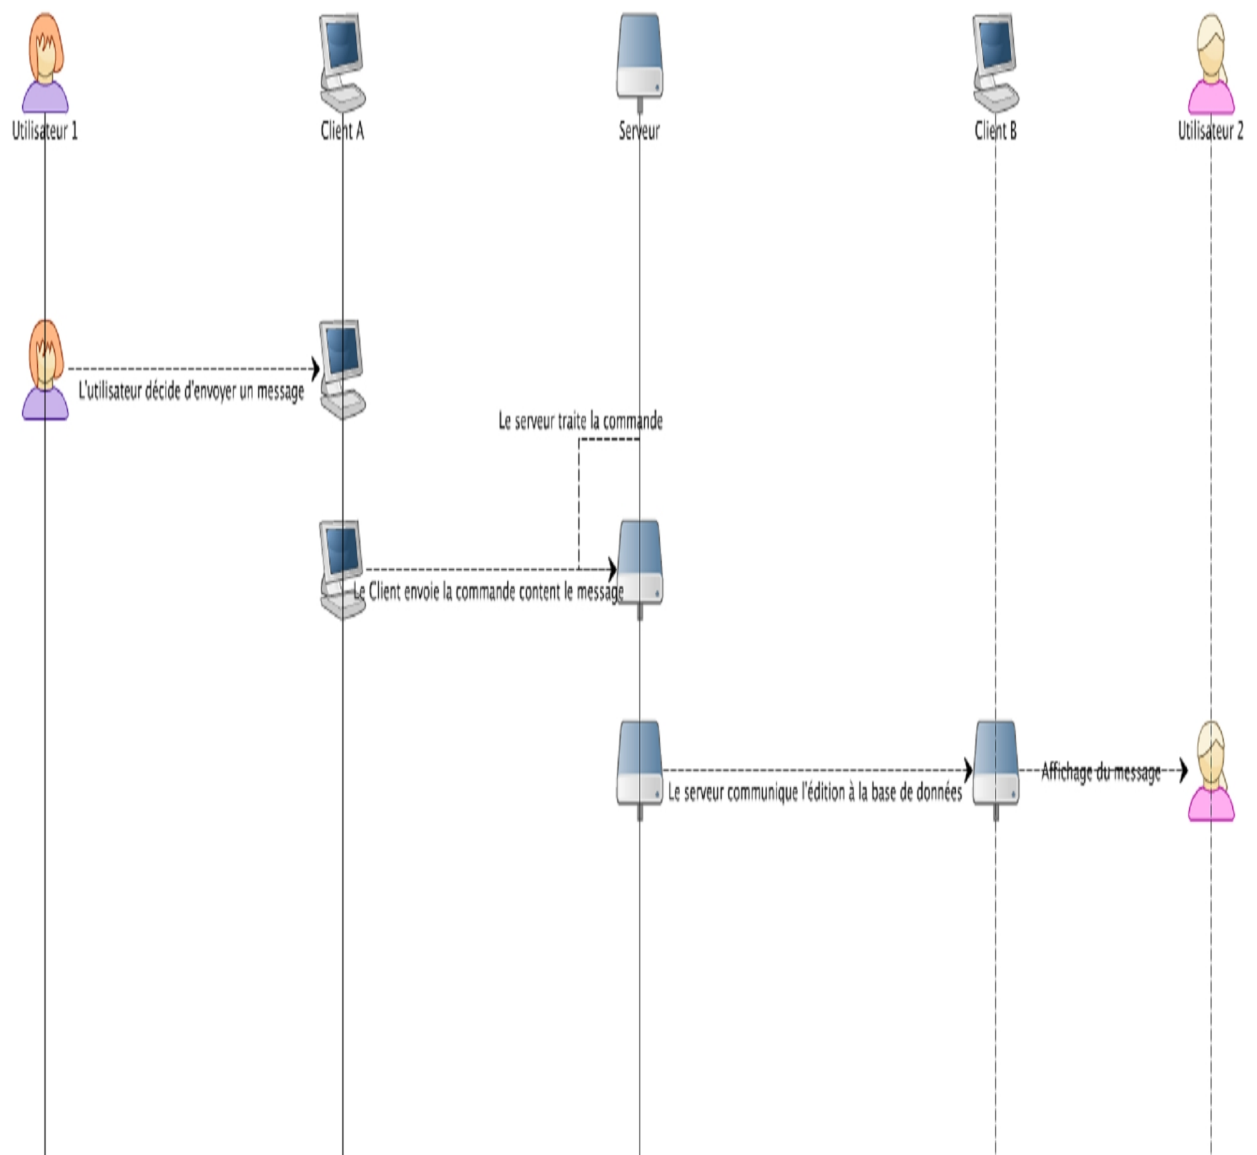 Utilisateur 1
Client A
Serveur
Client B
Utilisateur 2
L'utilsateur décide d'envoyer un message
Le serveur traite la commande
Le Client envoie la commande content le message
Le serveur communique l'édition à la base de données
Affichage du message